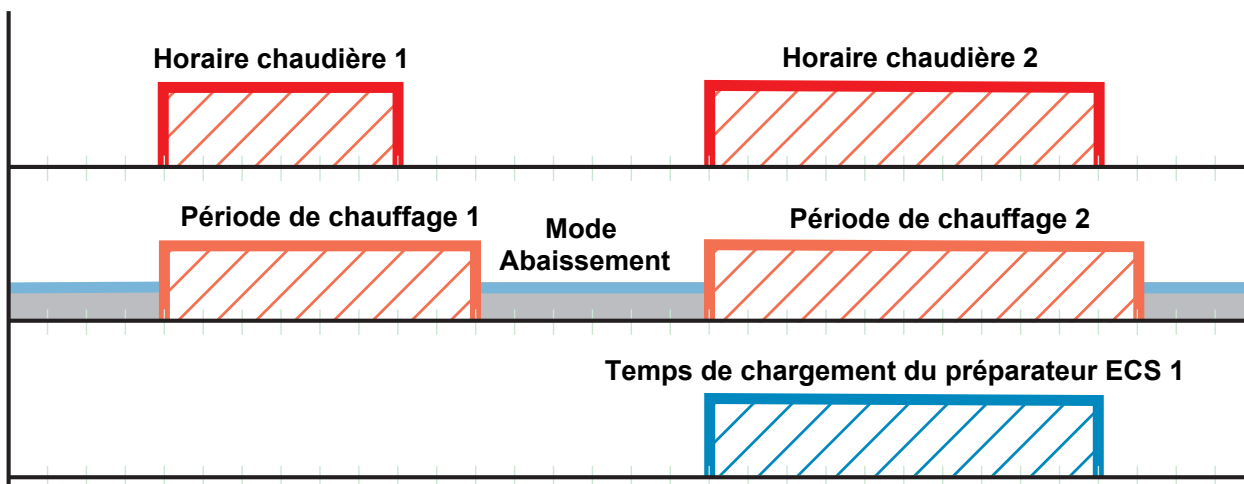 Horaire chaudière 1
Horaire chaudière 2
Période de chauffage 1
Mode
Abaissement
Période de chauffage 2
Temps de chargement du préparateur ECS 1